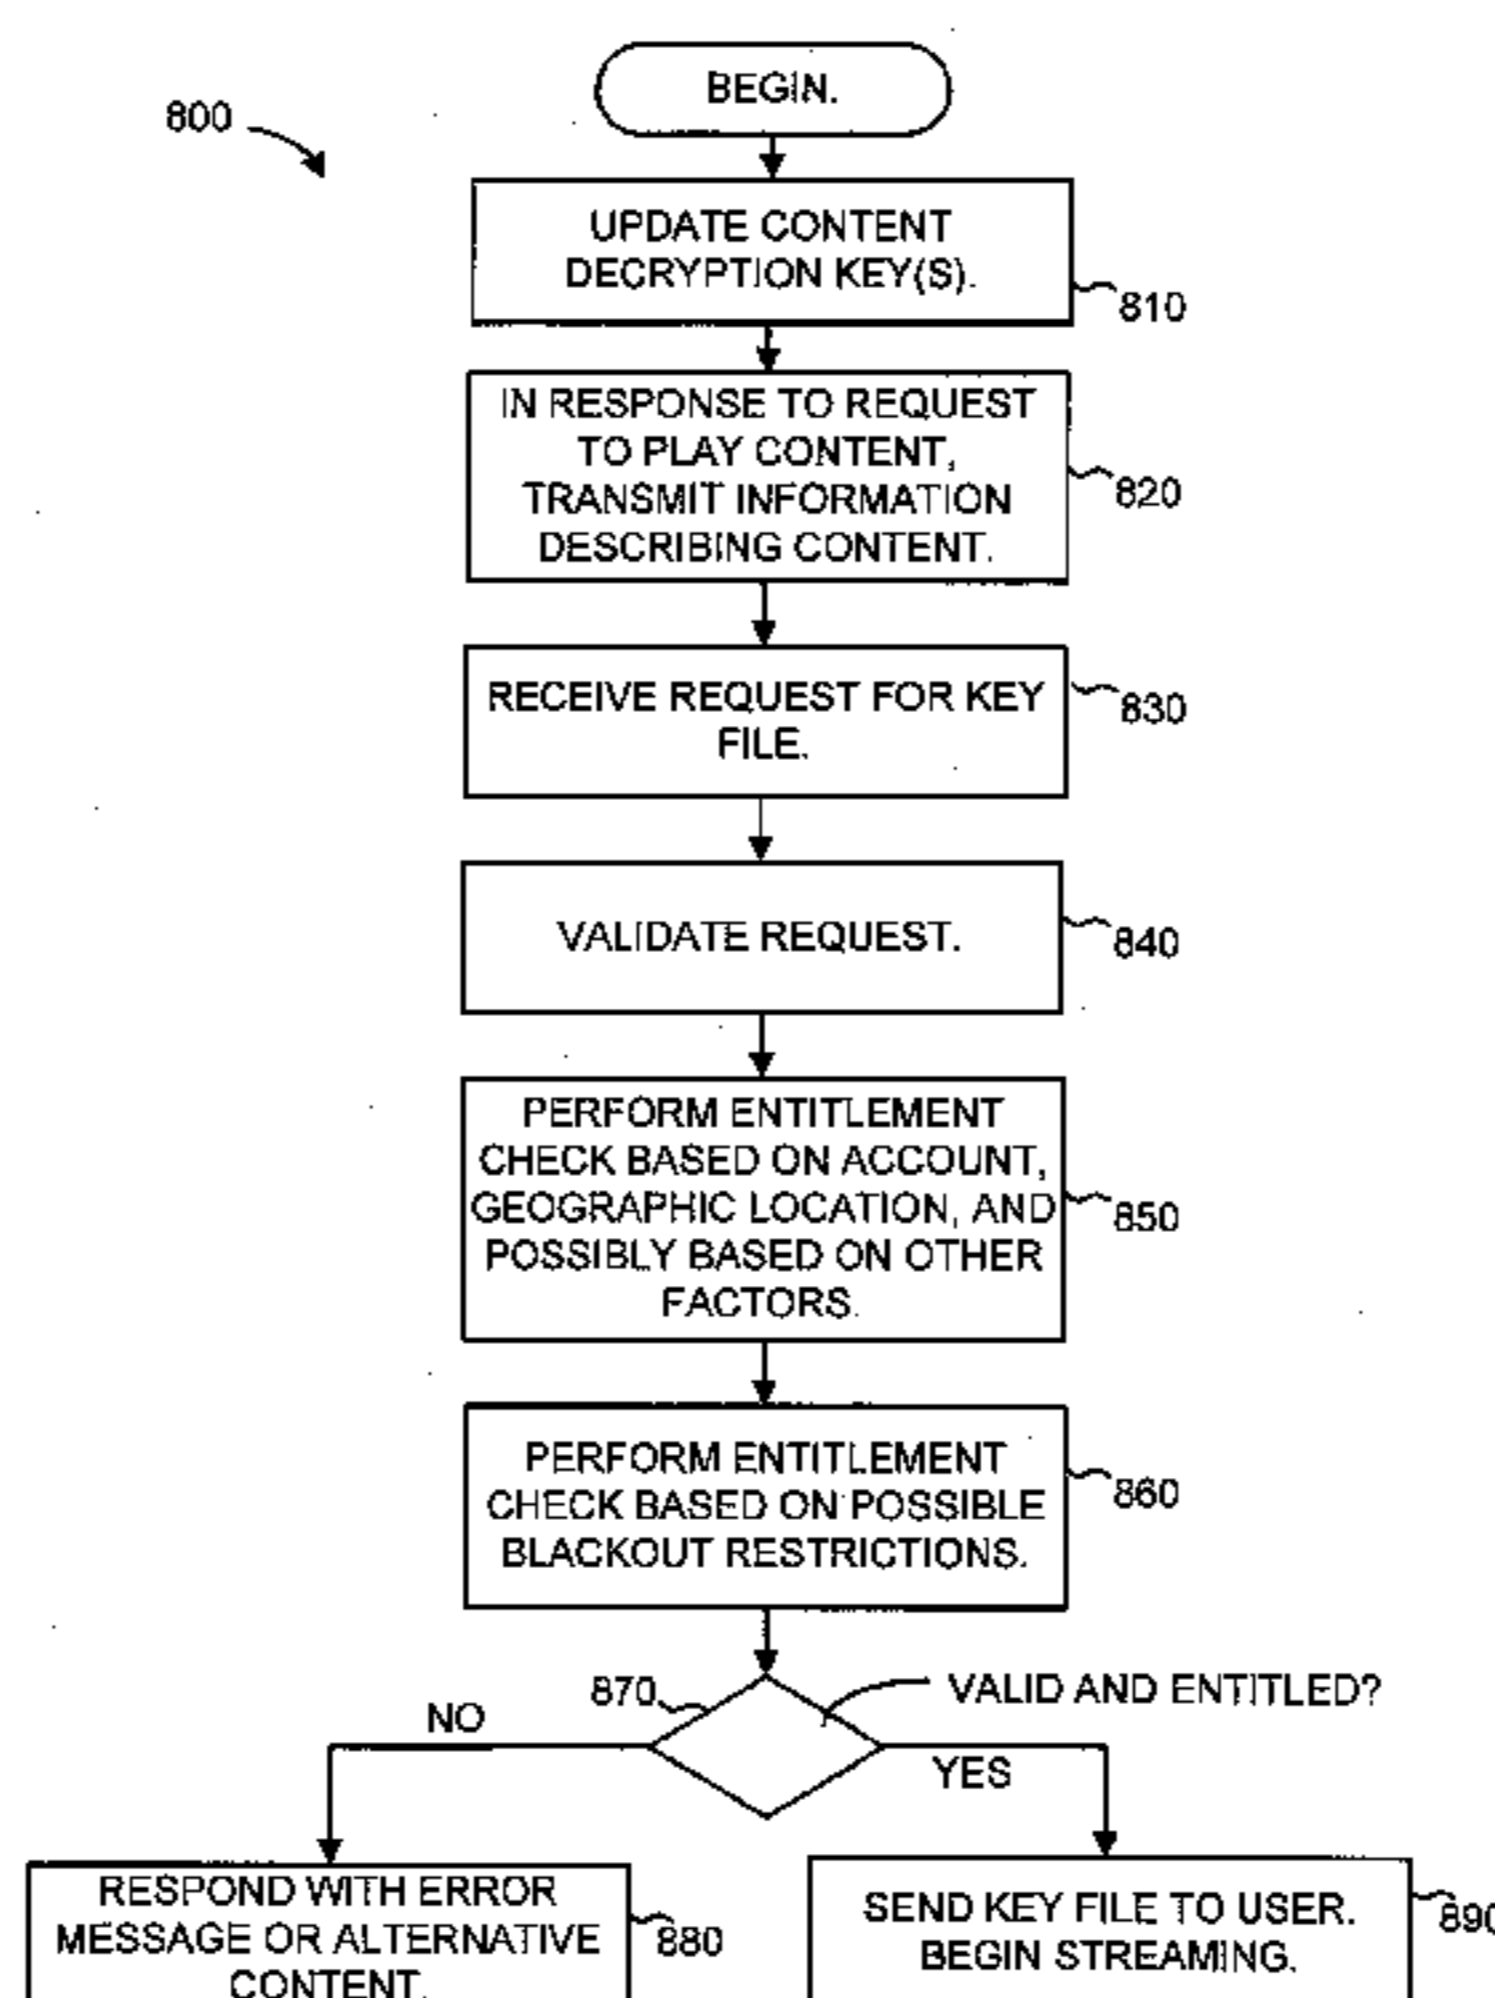 BEGIN.
800
UPDATE CONTENT
DECRYPTION KEY(S).
810
IN RESPONSE TO REQUEST
TO PLAY CONTENT,
TRANSMIT INFORMATION
DESCRIBING CONTENT.
820
RECEIVE REQUEST FOR KEY
FILE.
830
VALIDATE REQUEST.
840
PERFORM ENTITLEMENT
CHECK BASED ON ACCOUNT,
GEOGRAPHIC LOCATION, AND
POSSIBLY BASED ON OTHER
FACTORS.
850
PERFORM ENTITLEMENT
CHECK BASED ON POSSIBLE
BLACKOUT RESTRICTIONS.
860
870
VALID AND ENTITLED?
NO
YES
RESPOND WITH ERROR
MESSAGE OR ALTERNATIVE
CONTENT.
880
SEND KEY FILE TO USER.
BEGIN STREAMING.
890